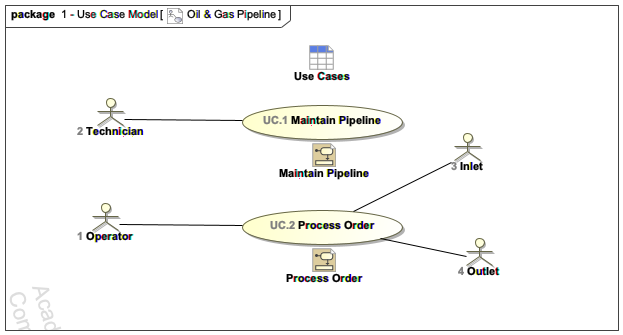 package 1 - Use Case Model [ Oil & Gas Pipeline ]
Use Cases
2 Technician
UC.1 Maintain Pipeline
Maintain Pipeline
3 Inlet
1 Operator
UC.2 Process Order
Process Order
4 Outlet
Acad
Com